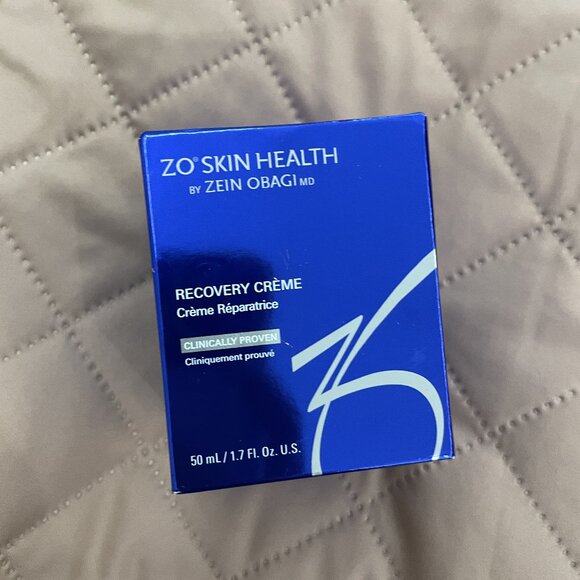 ZO® SKIN HEALTH
BY ZEIN OBAGI MD
RECOVERY CRÈME
Crème Réparatrice
CLINICALLY PROVEN
Cliniquement prouvé
50 mL / 1.7 Fl. Oz. U.S.